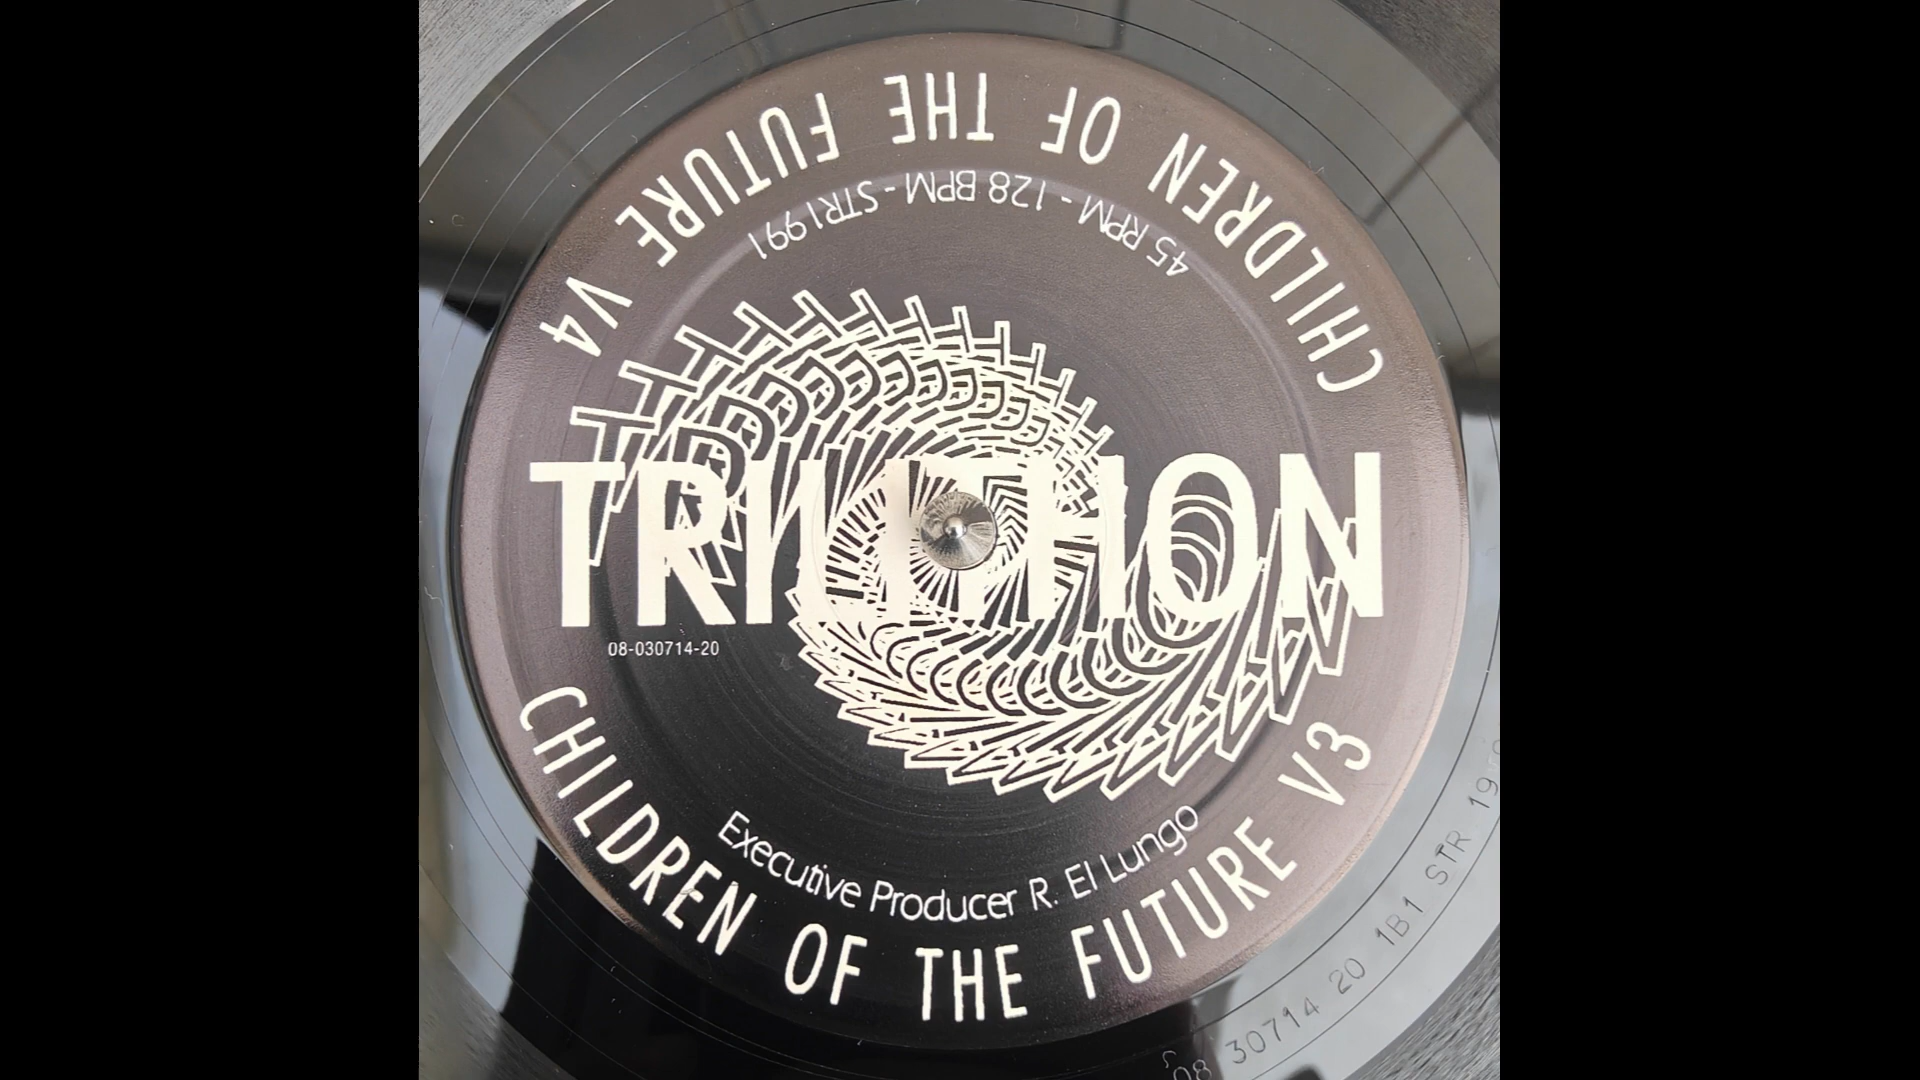 CHILDREN OF THE FUTURE V4
45 RPM - 128 BPM - STR1991
TRILITHON
08-030714-20
Executive Producer R. El Lungo
CHILDREN OF THE FUTURE V3
08 30714 20 1B1 STR 19